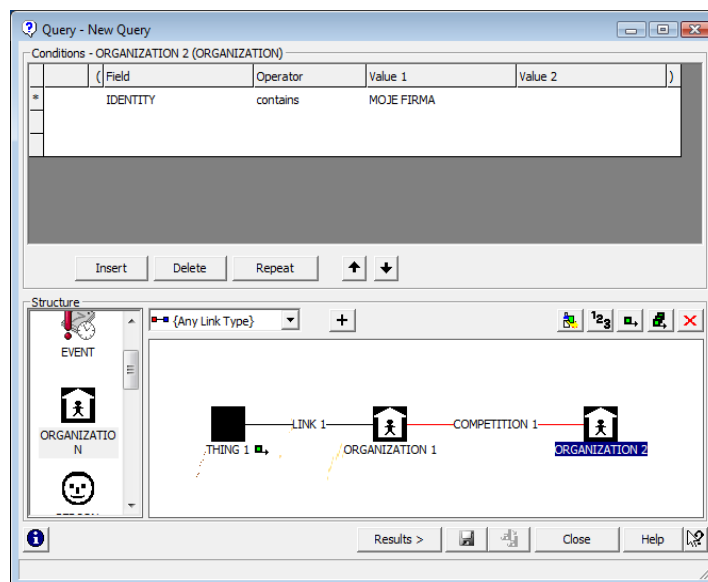 Query - New Query
Conditions - ORGANIZATION 2 (ORGANIZATION)
( Field Operator Value 1 Value 2 )
* IDENTITY contains MOJE FIRMA
Insert Delete Repeat
Structure
{Any Link Type} + 123
EVENT
ORGANIZATIO
N
THING 1 LINK 1 ORGANIZATION 1 COMPETITION 1 ORGANIZATION 2
Results > Close Help